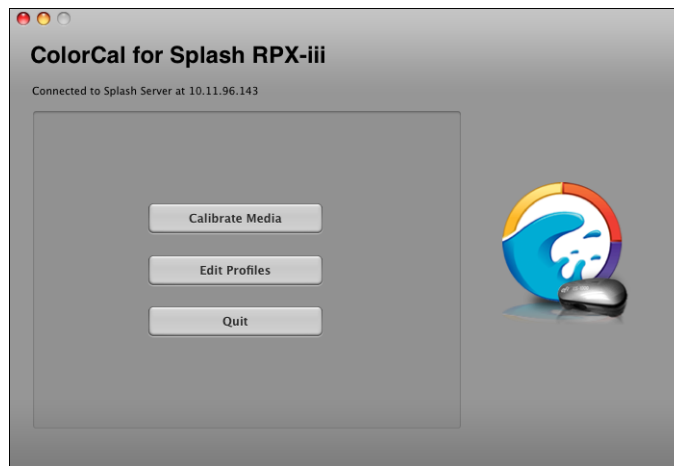 ColorCal for Splash RPX-iii
Connected to Splash Server at 10.11.96.143
Calibrate Media
Edit Profiles
Quit